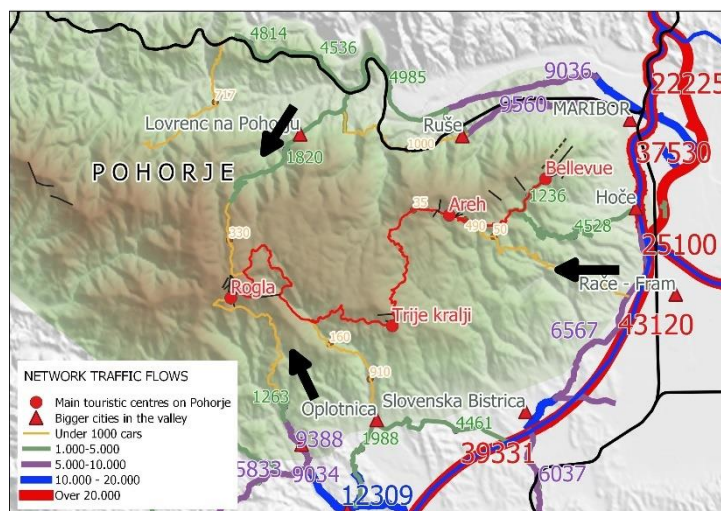 4814
4536
4985
9036
22225
717
Lovrenc na Pohorju
1820
1000
Ruše
9560
MARIBOR
37530
POHORJE
Bellevue
1236
Hoče
35
Areh
490
50
4528
25100
330
Rogla
Rače - Fram
Trije kralji
6567
43120
160
910
NETWORK TRAFFIC FLOWS
Main touristic centres on Pohorje
Bigger cities in the valley
Under 1000 cars
1.000-5.000
5.000-10.000
10.000 - 20.000
Over 20.000
1263
Oplotnica
Slovenska Bistrica
1988
4461
9388
39331
5833
9034
6037
12309